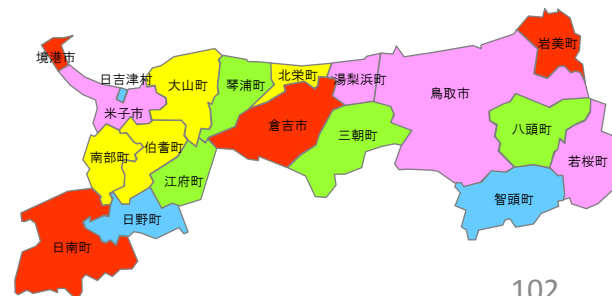 境港市
岩美町
日吉津村
大山町
琴浦町
北栄町
湯梨浜町
鳥取市
米子市
倉吉市
三朝町
八頭町
南部町
伯耆町
若桜町
江府町
智頭町
日野町
日南町
102